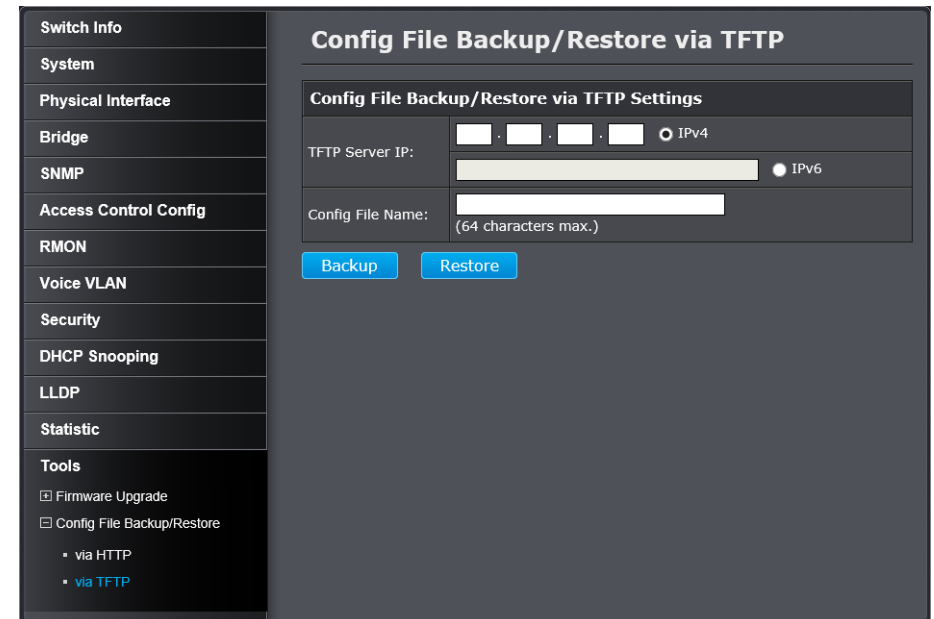 Switch Info
System
Physical Interface
Bridge
SNMP
Access Control Config
RMON
Voice VLAN
Security
DHCP Snooping
LLDP
Statistic
Tools
Firmware Upgrade
Config File Backup/Restore
via HTTP
via TFTP
Config File Backup/Restore via TFTP
Config File Backup/Restore via TFTP Settings
TFTP Server IP:
. . . IPv4
IPv6
Config File Name:
(64 characters max.)
Backup Restore